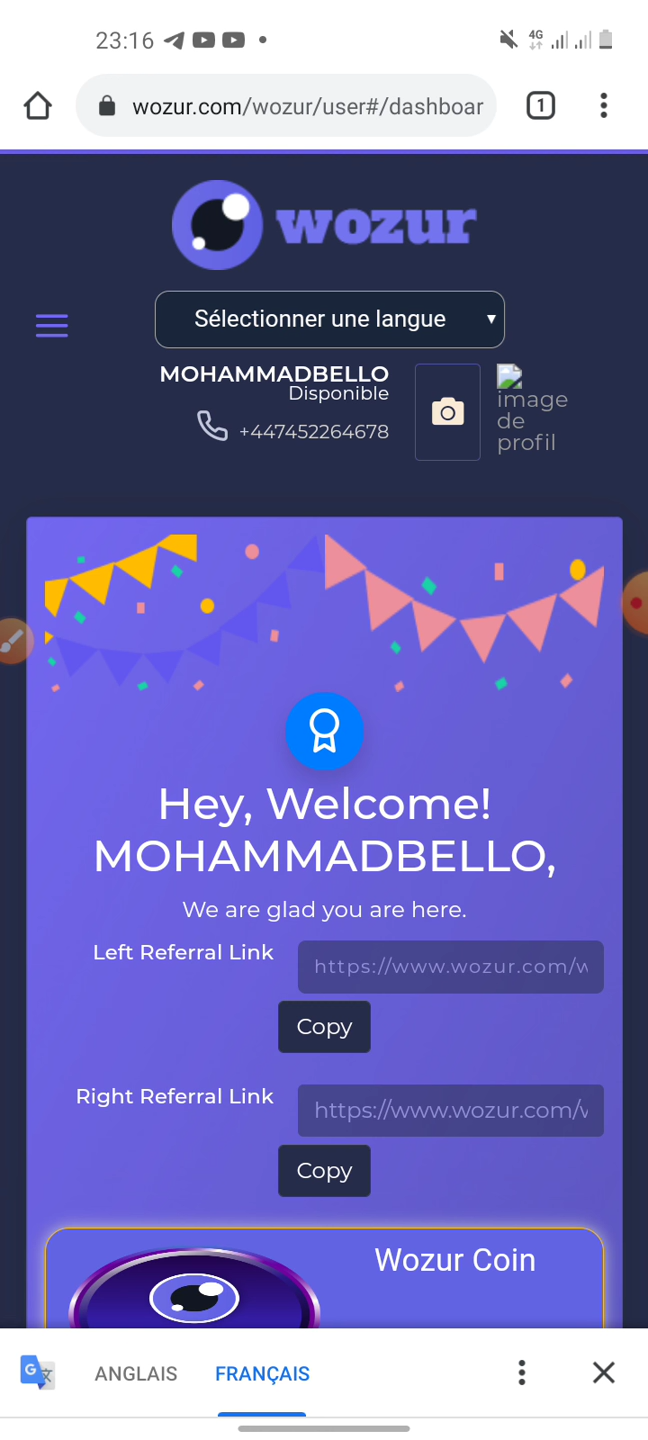 23:16
4G
wozur.com/wozur/user#/dashboar
1
wozur
Sélectionner une langue
MOHAMMADBELLO
Disponible
+447452264678
image
de
profil
Hey, Welcome!
MOHAMMADBELLO,
We are glad you are here.
Left Referral Link
https://www.wozur.com/w
Copy
Right Referral Link
https://www.wozur.com/w
Copy
Wozur Coin
G
ANGLAIS
FRANÇAIS